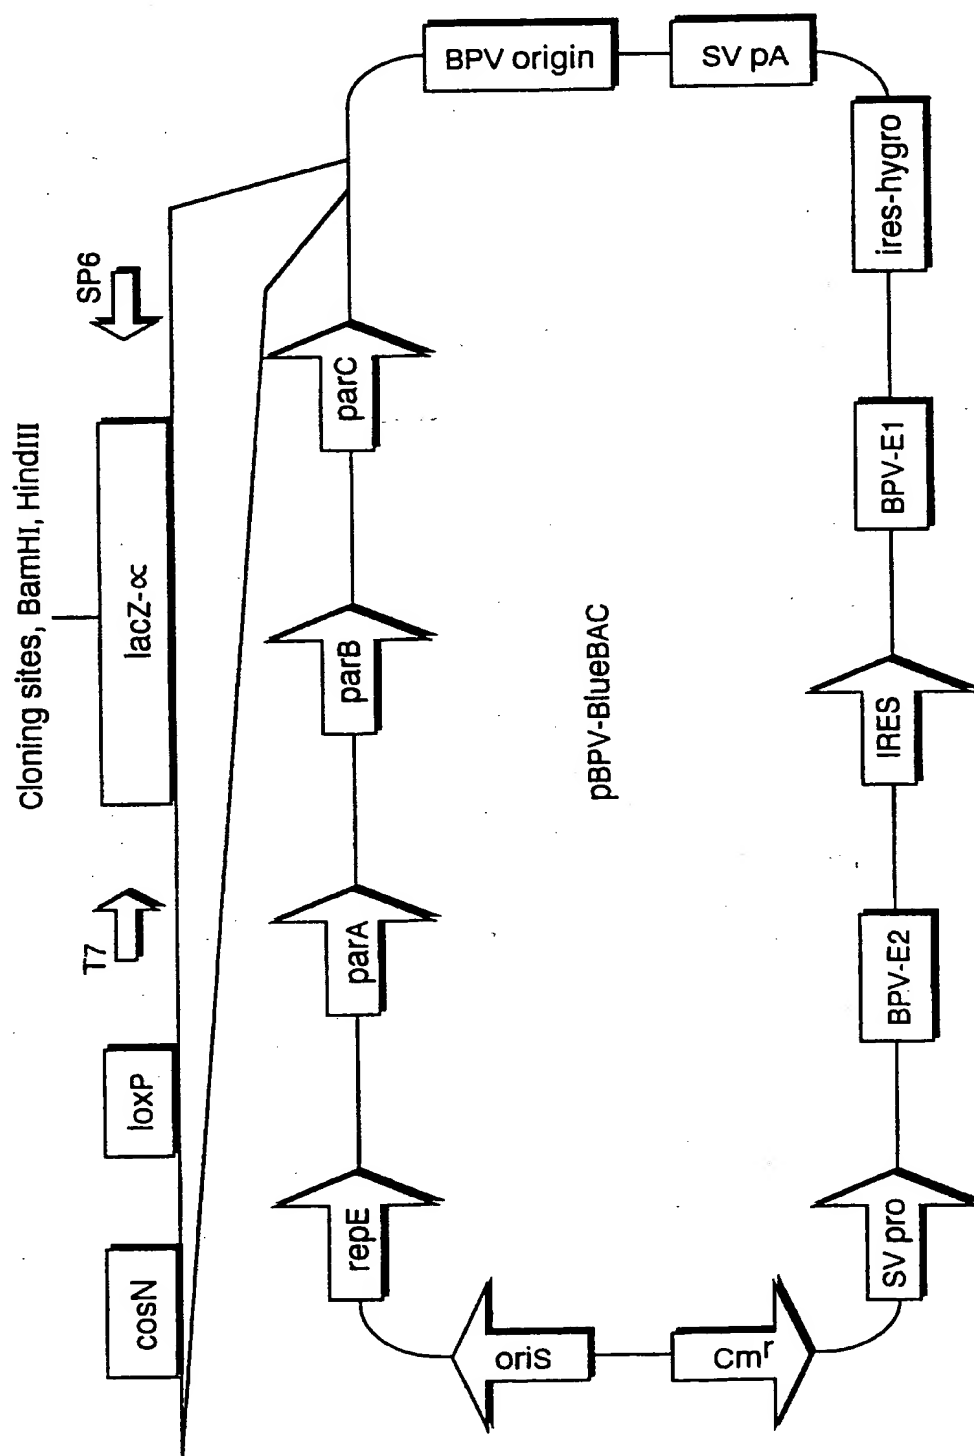 Cloning sites, BamHI, HindIII
cosN
loxP
T7
lacZ-∝
SP6
repE
parA
parB
parC
BPV origin
SV pA
ires-hygro
BPV-E1
IRES
BPV-E2
SV pro
Cmʳ
oriS
pBPV-BlueBAC